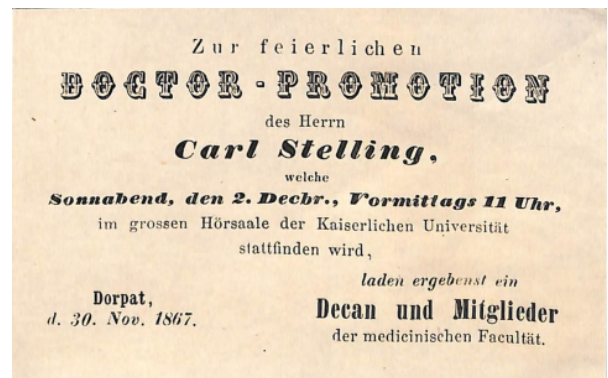 Zur feierlichen
DOCTOR-PROMOTION
des Herrn
Carl Stelling,
welche
Sonnabend, den 2. Decbr., Vormittags 11 Uhr,
im grossen Hörsaale der Kaiserlichen Universität
stattfinden wird,
laden ergebenst ein
Dorpat,
d. 30. Nov. 1867.
Decan und Mitglieder
der medicinischen Facultät.